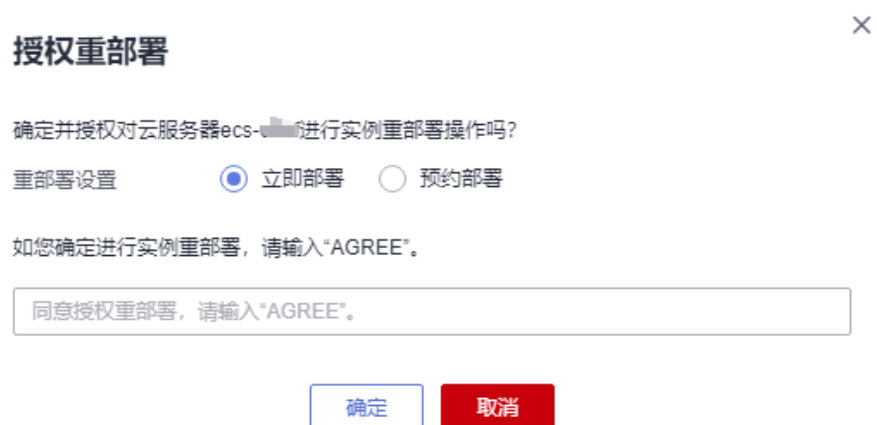 授权重部署
确定并授权对云服务器ecs-进行实例重部署操作吗？
重部署设置 立即部署 预约部署
如您确定进行实例重部署，请输入“AGREE”。
同意授权重部署，请输入“AGREE”。
确定 取消